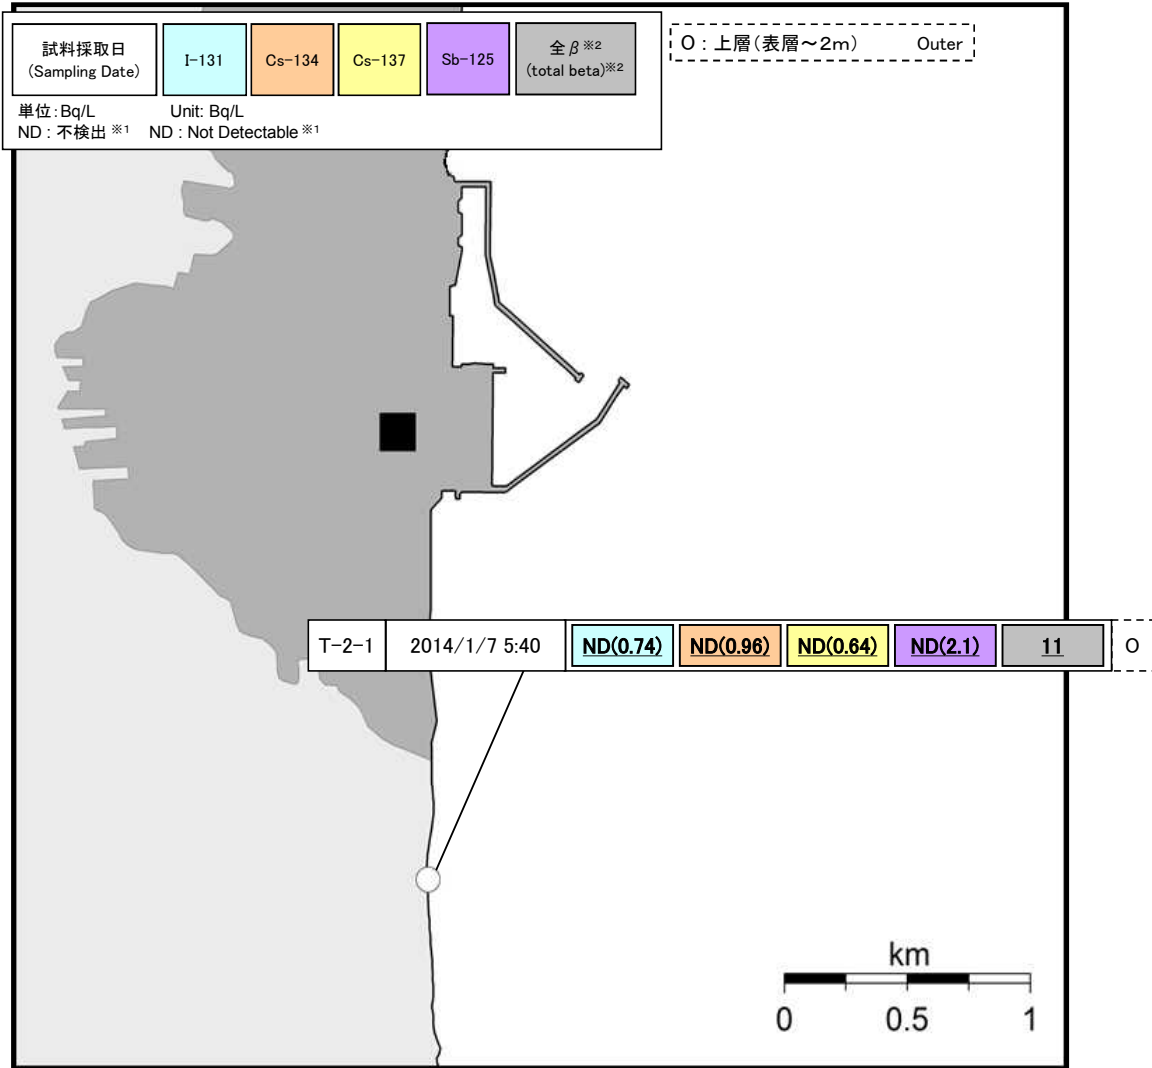 試料採取日
(Sampling Date)
I-131
Cs-134
Cs-137
Sb-125
全β※2
(total beta)※2
単位:Bq/L Unit: Bq/L
ND : 不検出 ※1 ND : Not Detectable ※1
O : 上層(表層～2m) Outer
T-2-1 2014/1/7 5:40 ND(0.74) ND(0.96) ND(0.64) ND(2.1) 11 O
km
0 0.5 1